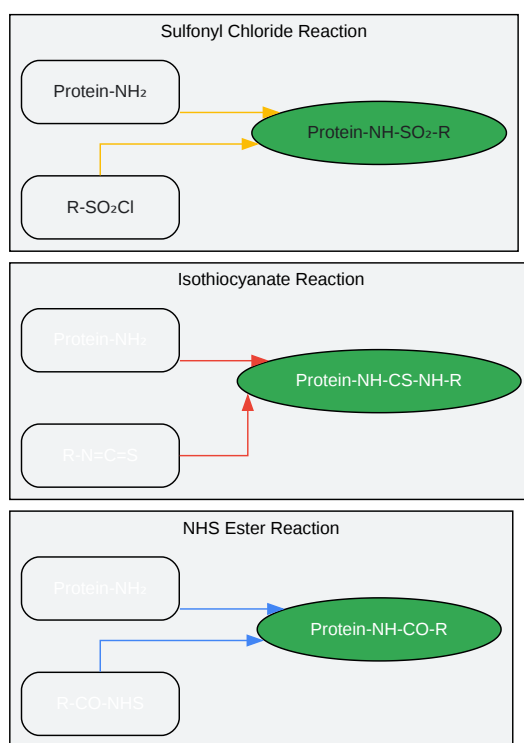 Sulfonyl Chloride Reaction
Protein-NH₂
Protein-NH-SO₂-R
R-SO₂Cl
Isothiocyanate Reaction
Protein-NH₂
Protein-NH-CS-NH-R
R-N=C=S
NHS Ester Reaction
Protein-NH₂
Protein-NH-CO-R
R-CO-NHS